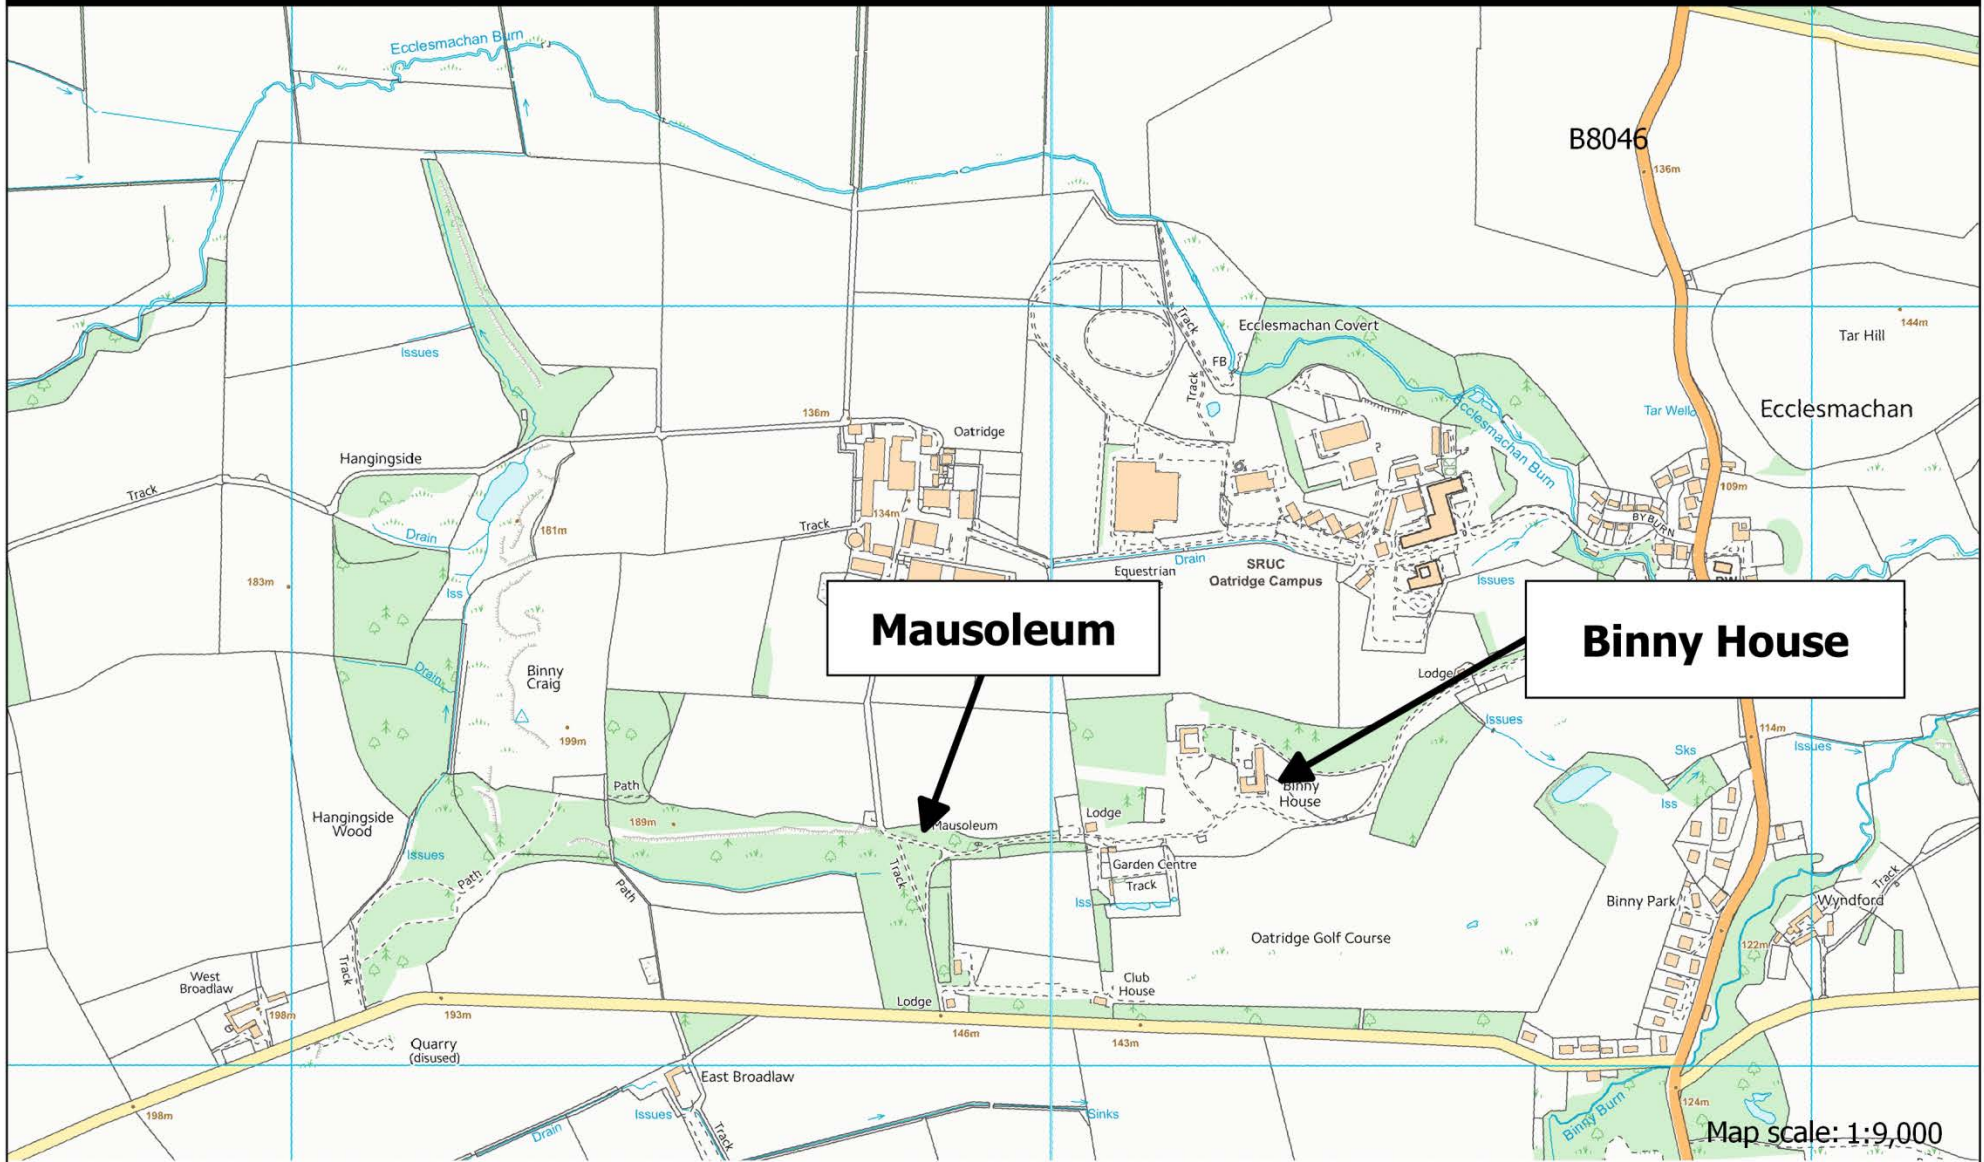 Ecclesmachan Burn
B8046
136m
Ecclesmachan Covert
Tar Hill
144m
Issues
FB
Track
Track
136m
Oatridge
Tar Well
Ecclesmachan
Ecclesmachan Burn
Hangingside
Track
181m
134m
Track
109m
BYBURN
Drain
Drain
Equestrian
SRUC
Oatridge Campus
Issues
183m
Iss
Mausoleum
Binny House
Binny
Craig
Drain
Lodge
Issues
199m
114m
Issues
Sks
Iss
Path
Binny
House
Hangingside
Wood
189m
Mausoleum
Lodge
Issues
Path
Path
Track
Garden Centre
Track
Iss
Binny Park
Wyndford
Track
Oatridge Golf Course
122m
West
Broadlaw
Track
Club
House
Lodge
198m
193m
146m
143m
Quarry
(disused)
East Broadlaw
198m
Issues
Drain
Track
Sinks
124m
Binny Burn
Map scale: 1:9,000